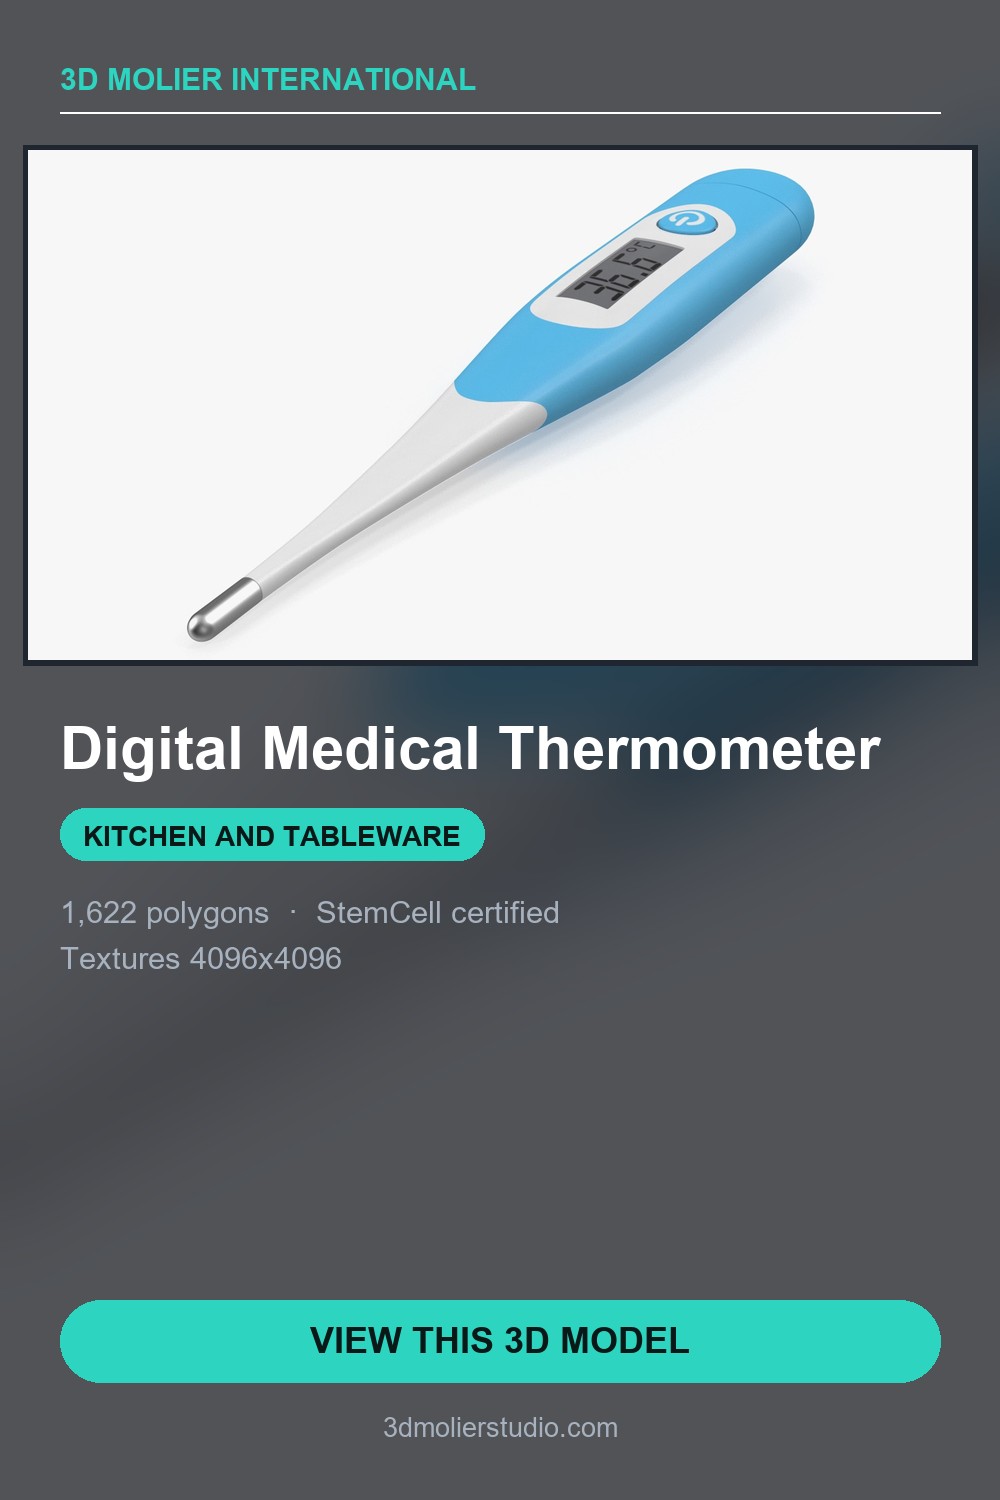 3D MOLIER INTERNATIONAL
36.6°C
Digital Medical Thermometer
KITCHEN AND TABLEWARE
1,622 polygons · StemCell certified
Textures 4096x4096
VIEW THIS 3D MODEL
3dmolierstudio.com